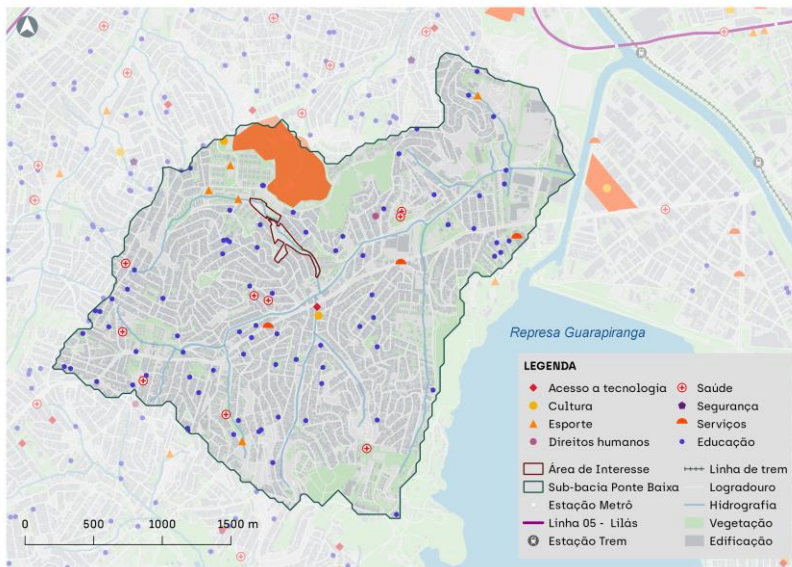 Represa Guarapiranga
LEGENDA
Acesso a tecnologia
Cultura
Esporte
Direitos humanos
Saúde
Segurança
Serviços
Educação
Área de Interesse
Sub-bacia Ponte Baixa
Estação Metrô
Linha 05 - Lilás
Estação Trem
Linha de trem
Logradouro
Hidrografia
Vegetação
Edificação
0 500 1000 1500 m